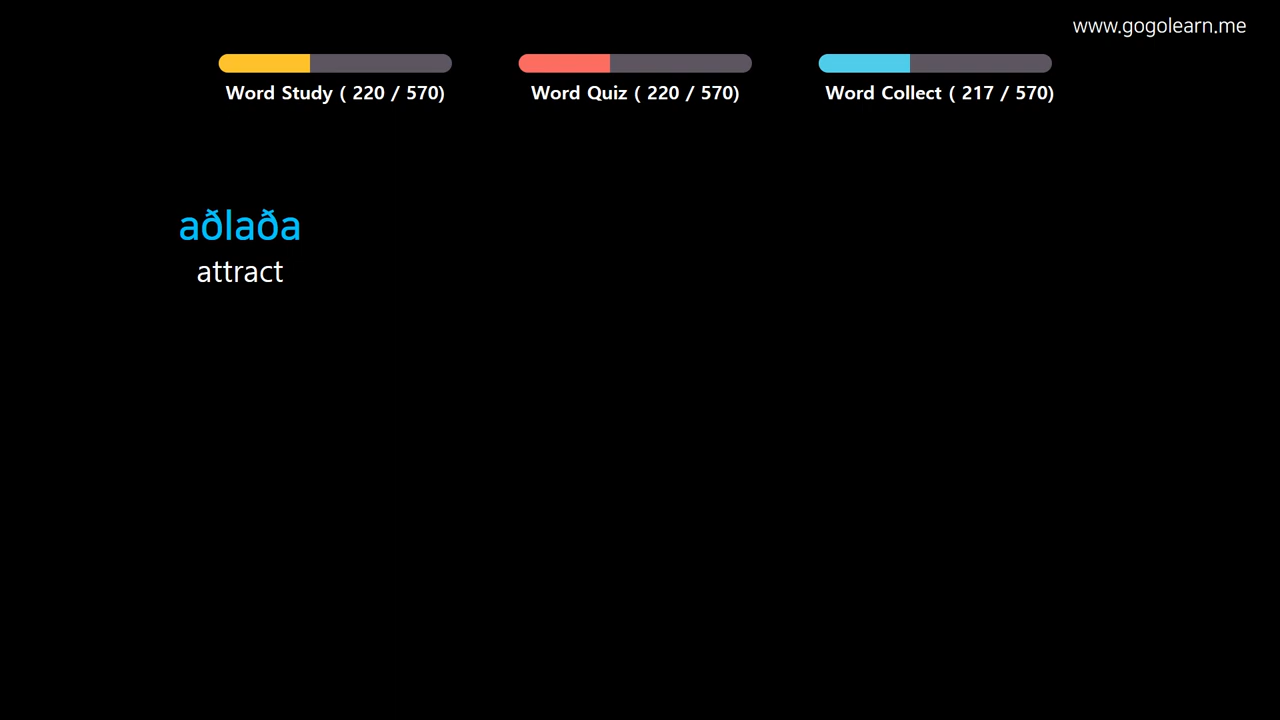 www.gogolearn.me
Word Study ( 220 / 570)
Word Quiz ( 220 / 570)
Word Collect ( 217 / 570)
aðlaða
attract